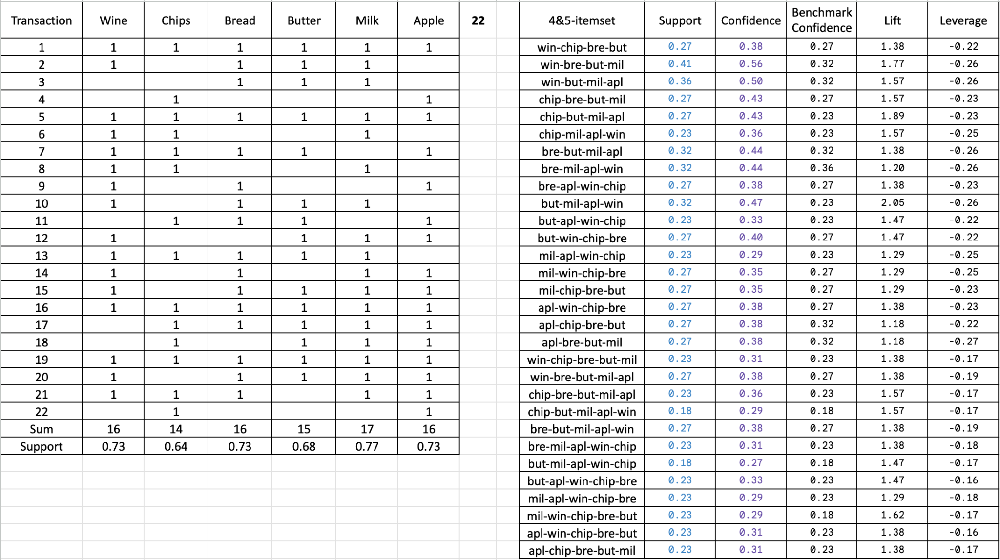 Transaction Wine Chips Bread Butter Milk Apple 22 4&5-itemset Support Confidence Benchmark Confidence Lift Leverage
1 1 1 1 1 1 1 win-chip-bre-but 0.27 0.38 0.27 1.38 -0.22
2 1 1 1 1 win-bre-but-mil 0.41 0.56 0.32 1.77 -0.26
3 1 1 1 win-but-mil-apl 0.36 0.50 0.32 1.57 -0.26
4 1 1 chip-bre-but-mil 0.27 0.43 0.27 1.57 -0.23
5 1 1 1 1 1 1 chip-but-mil-apl 0.27 0.43 0.23 1.89 -0.23
6 1 1 1 chip-mil-apl-win 0.23 0.36 0.23 1.57 -0.25
7 1 1 1 1 1 bre-but-mil-apl 0.32 0.44 0.32 1.38 -0.26
8 1 1 1 bre-mil-apl-win 0.32 0.44 0.36 1.20 -0.26
9 1 1 1 bre-apl-win-chip 0.27 0.38 0.27 1.38 -0.23
10 1 1 1 1 but-mil-apl-win 0.32 0.47 0.23 2.05 -0.26
11 1 1 1 1 but-apl-win-chip 0.23 0.33 0.23 1.47 -0.22
12 1 1 1 1 but-win-chip-bre 0.27 0.40 0.27 1.47 -0.22
13 1 1 1 1 1 mil-apl-win-chip 0.23 0.29 0.23 1.29 -0.25
14 1 1 1 1 mil-win-chip-bre 0.27 0.35 0.27 1.29 -0.25
15 1 1 1 1 1 mil-chip-bre-but 0.27 0.35 0.27 1.29 -0.23
16 1 1 1 1 1 1 apl-win-chip-bre 0.27 0.38 0.27 1.38 -0.23
17 1 1 1 1 1 apl-chip-bre-but 0.27 0.38 0.32 1.18 -0.22
18 1 1 1 1 apl-bre-but-mil 0.27 0.38 0.32 1.18 -0.27
19 1 1 1 1 1 1 win-chip-bre-but-mil 0.23 0.31 0.23 1.38 -0.17
20 1 1 1 1 1 win-bre-but-mil-apl 0.27 0.38 0.27 1.38 -0.19
21 1 1 1 1 1 chip-bre-but-mil-apl 0.23 0.36 0.23 1.57 -0.17
22 1 1 chip-but-mil-apl-win 0.18 0.29 0.18 1.57 -0.17
Sum 16 14 16 15 17 16 bre-but-mil-apl-win 0.27 0.38 0.27 1.38 -0.19
Support 0.73 0.64 0.73 0.68 0.77 0.73 bre-mil-apl-win-chip 0.23 0.31 0.23 1.38 -0.18
but-mil-apl-win-chip 0.18 0.27 0.18 1.47 -0.17
but-apl-win-chip-bre 0.23 0.33 0.23 1.47 -0.16
mil-apl-win-chip-bre 0.23 0.29 0.23 1.29 -0.18
mil-win-chip-bre-but 0.23 0.29 0.18 1.62 -0.17
apl-win-chip-bre-but 0.23 0.31 0.23 1.38 -0.16
apl-chip-bre-but-mil 0.23 0.31 0.23 1.38 -0.17